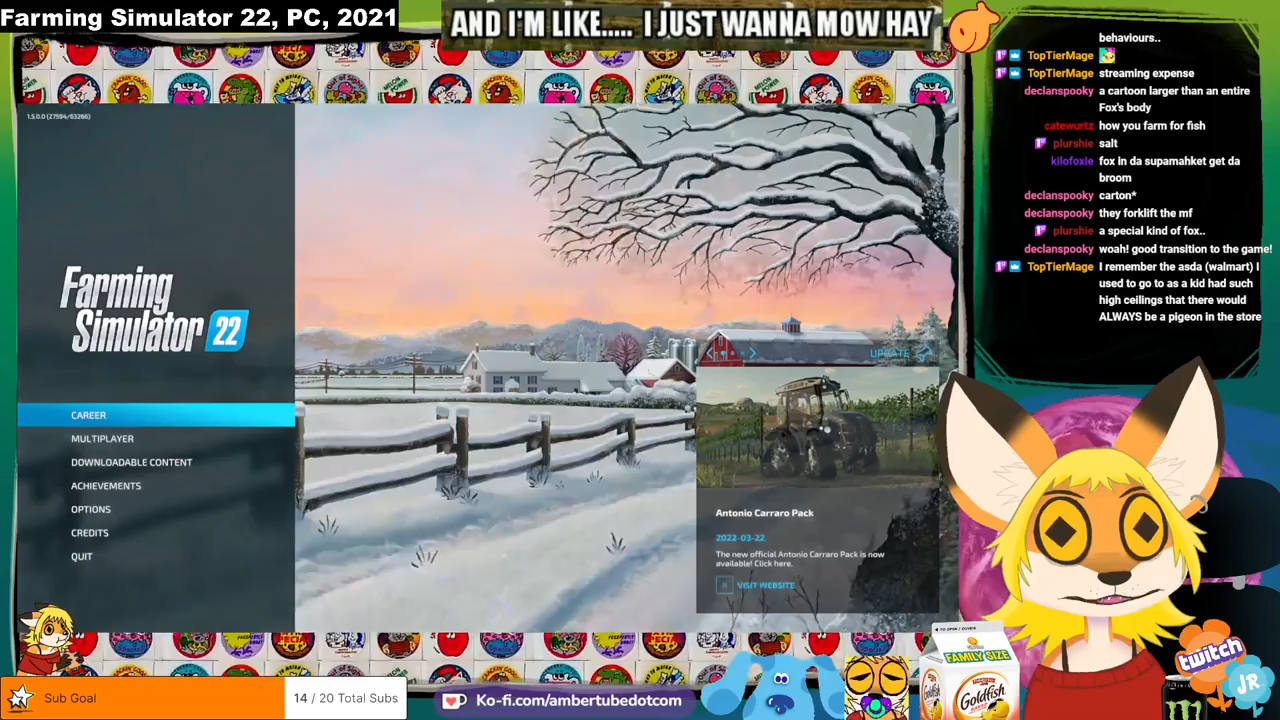 Farming Simulator 22, PC, 2021
AND I'M LIKE..... I JUST WANNA MOW HAY
behaviours..
TopTierMage
TopTierMage streaming expense
declanspooky a cartoon larger than an entire
Fox's body
catewurtz how you farm for fish
plurshie salt
kilofoxie fox in da supamahket get da
broom
declanspooky carton*
declanspooky they forklift the mf
plurshie a special kind of fox..
declanspooky woah! good transition to the game!
TopTierMage I remember the asda (walmart) I
used to go to as a kid had such
high ceilings that there would
ALWAYS be a pigeon in the store
1.5.0.0 (27594/63266)
Farming
Simulator 22
CAREER
MULTIPLAYER
DOWNLOADABLE CONTENT
ACHIEVEMENTS
OPTIONS
CREDITS
QUIT
UPDATE
Antonio Carraro Pack
2022-03-22
The new official Antonio Carraro Pack is now
available! Click here.
X VISIT WEBSITE
Sub Goal
14 / 20 Total Subs
Ko-fi.com/ambertubedotcom
TO OPEN
FAMILY SIZE
Goldfish
twitch
JR